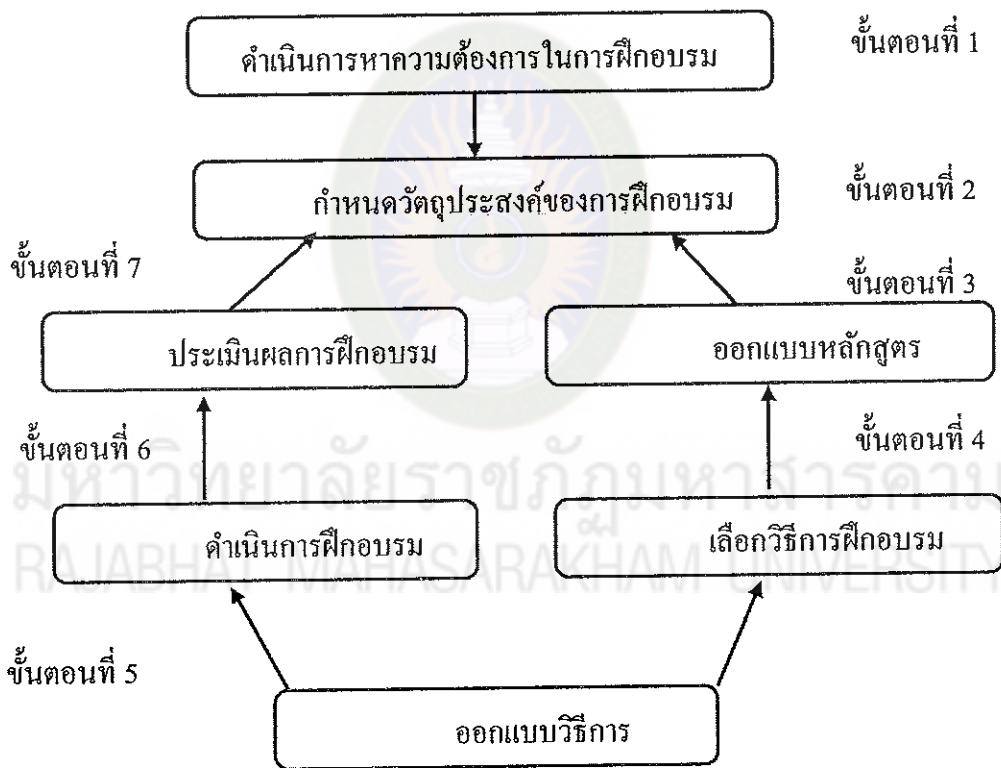 ดำเนินการหาความต้องการในการฝึกอบรม
ขั้นตอนที่ 1
กำหนดวัตถุประสงค์ของการฝึกอบรม
ขั้นตอนที่ 2
ขั้นตอนที่ 7
ขั้นตอนที่ 3
ประเมินผลการฝึกอบรม
ออกแบบหลักสูตร
ขั้นตอนที่ 6
ขั้นตอนที่ 4
มหาวิทยาลัยราชภัฏมหาสารคาม
ดำเนินการฝึกอบรม
เลือกวิธีการฝึกอบรม
RAJABHAT MAHASARAKHAM UNIVERSITY
ขั้นตอนที่ 5
ออกแบบวิธีการ